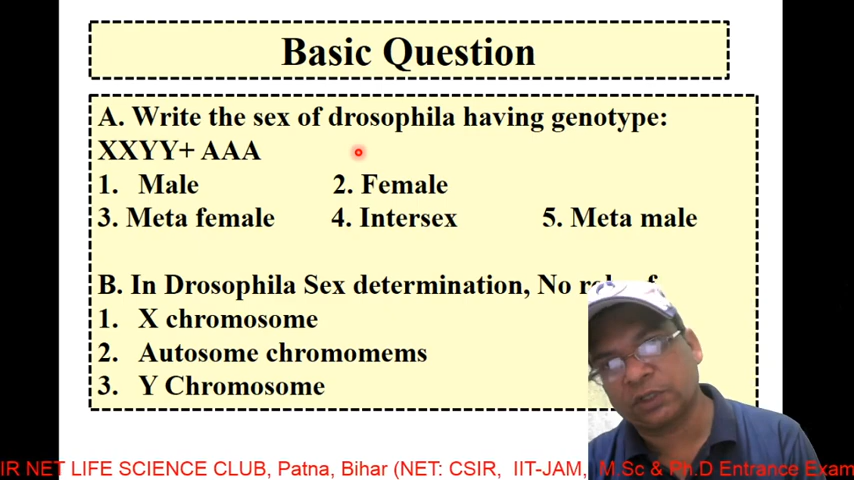 Basic Question
A. Write the sex of drosophila having genotype:
XXYY+ AAA
1. Male 2. Female
3. Meta female 4. Intersex 5. Meta male
B. In Drosophila Sex determination, No
1. X chromosome
2. Autosome chromomems
3. Y Chromosome
IR NET LIFE SCIENCE CLUB, Patna, Bihar (NET: CSIR, IIT-JAM, M.Sc & Ph.D Entrance Exam